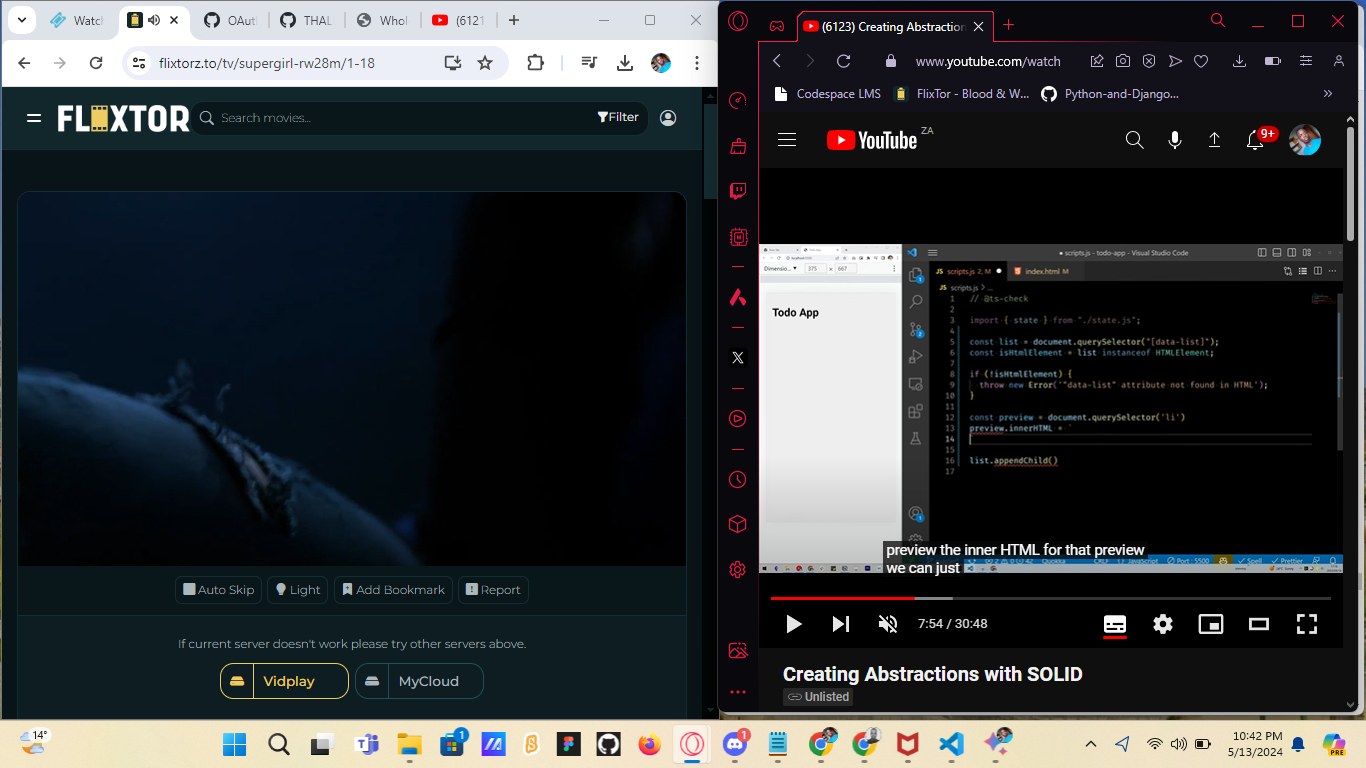 Watch
OAut
THAL
Whol
(6121
flixtorz.to/tv/supergirl-rw28m/1-18
FLIXTOR
Search movies...
Filter
Auto Skip
Light
Add Bookmark
Report
If current server doesn't work please try other servers above.
Vidplay
MyCloud
(6123) Creating Abstraction
www.youtube.com/watch
Codespace LMS
FlixTor - Blood & W...
Python-and-Django...
YouTube ZA
9+
Todo App
scripts.js - todo-app - Visual Studio Code
scripts.js 2, M
index.html M
scripts.js > ...
1 // @ts-check
2
3 import { state } from "./state.js";
4
5 const list = document.querySelector("[data-list]");
6 const isHtmlElement = list instanceof HTMLElement;
7
8 if (!isHtmlElement) {
9 throw new Error('"data-list" attribute not found in HTML');
10 }
11
12 const preview = document.querySelector('li')
13 preview.innerHTML = `
14
15
16 list.appendChild()
17
preview the inner HTML for that preview
we can just
7:54 / 30:48
Creating Abstractions with SOLID
Unlisted
14°
1
1
10:42 PM
5/13/2024
PRE